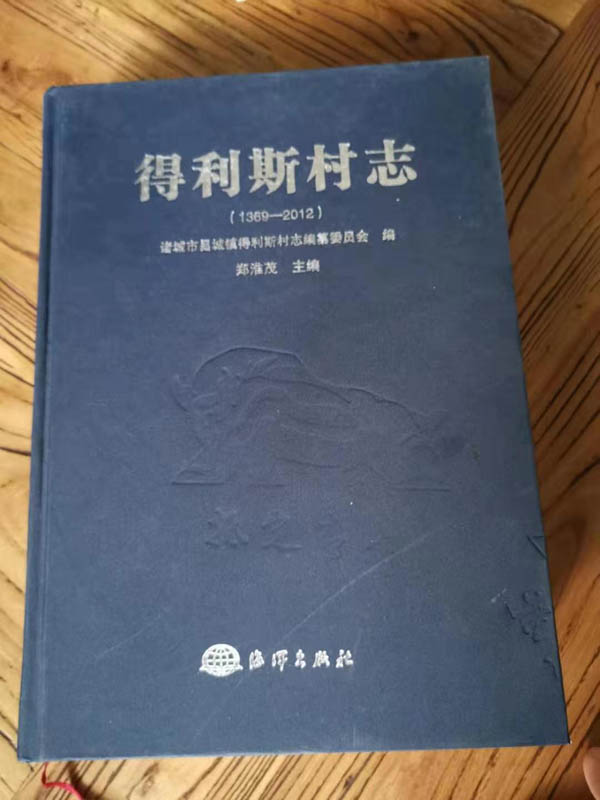 得利斯村志
（1369—2012）
诸城市昌城镇得利斯村志编纂委员会 编
郑淮茂 主编
海洋出版社